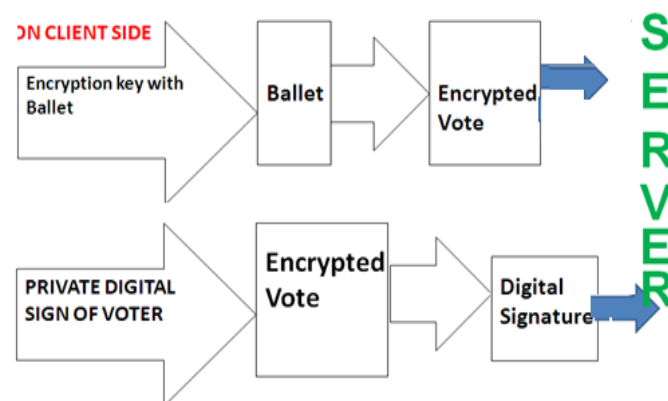 ON CLIENT SIDE
Encryption key with
Ballet
Ballet
Encrypted
Vote
PRIVATE DIGITAL
SIGN OF VOTER
Encrypted
Vote
Digital
Signature
SERVER